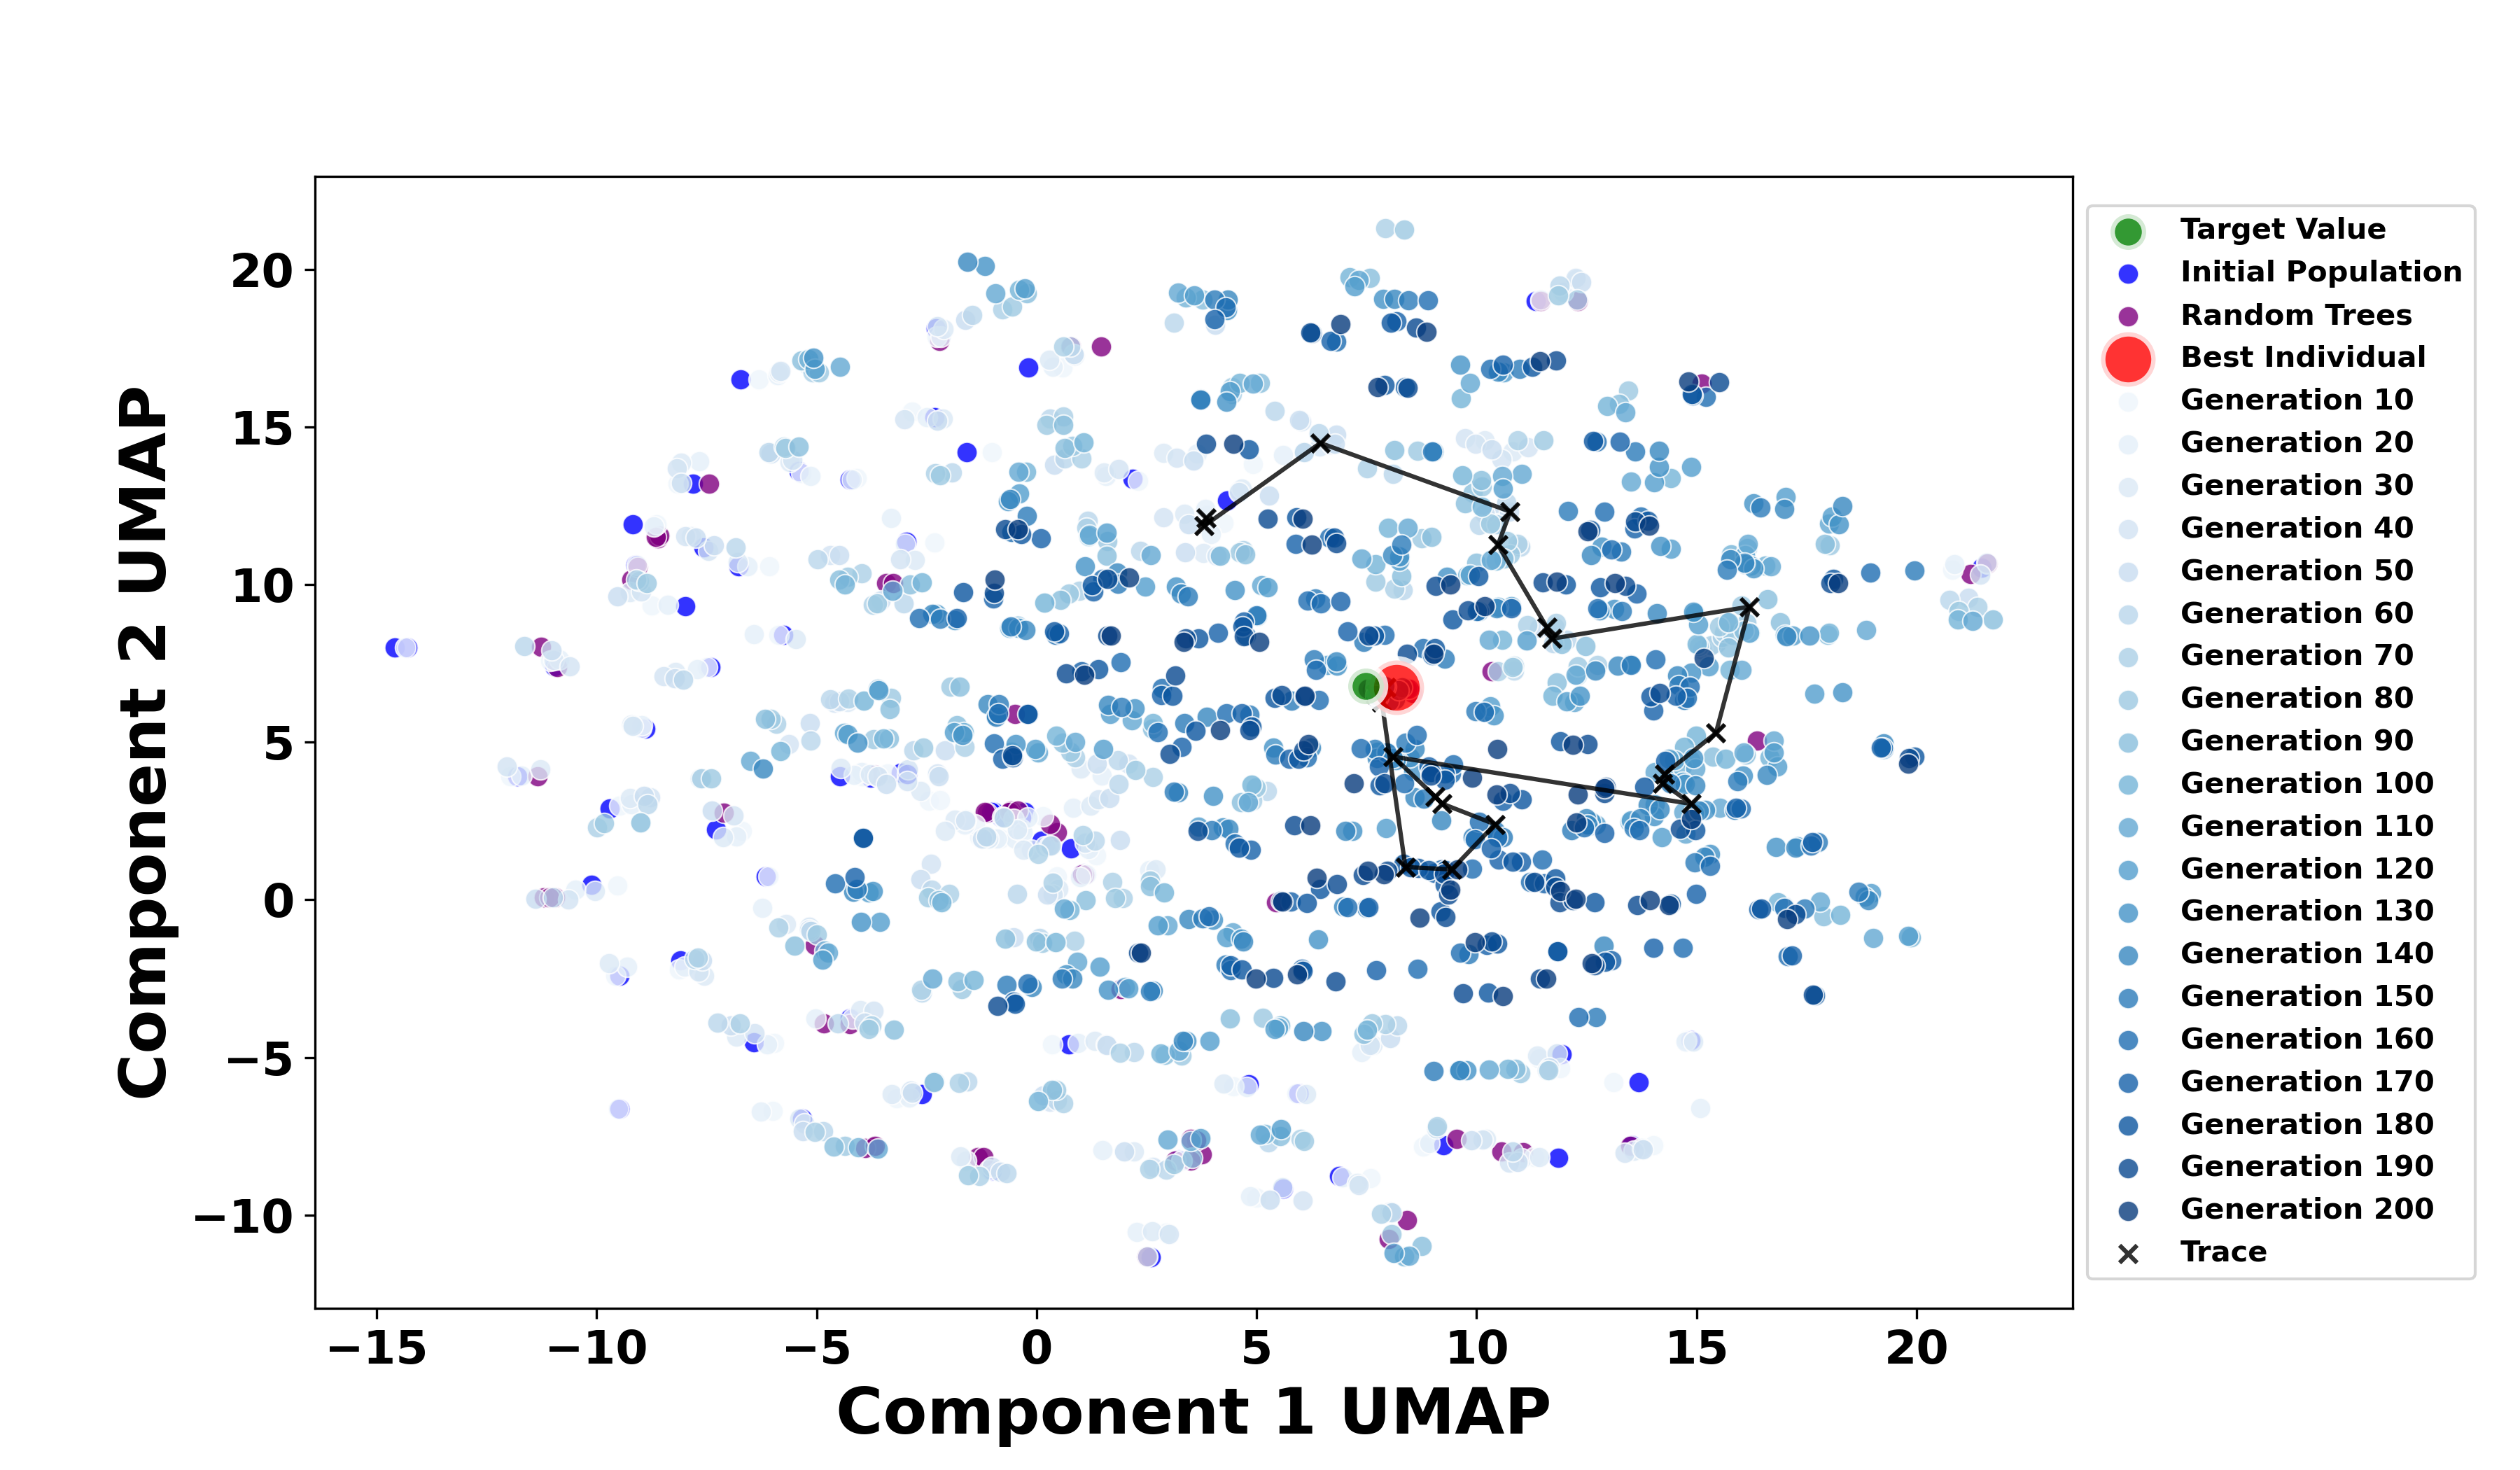 Component 2 UMAP
20
15
10
5
0
−5
−10
−15
−10
−5
0
5
10
15
20
Component 1 UMAP
Target Value
Initial Population
Random Trees
Best Individual
Generation 10
Generation 20
Generation 30
Generation 40
Generation 50
Generation 60
Generation 70
Generation 80
Generation 90
Generation 100
Generation 110
Generation 120
Generation 130
Generation 140
Generation 150
Generation 160
Generation 170
Generation 180
Generation 190
Generation 200
Trace